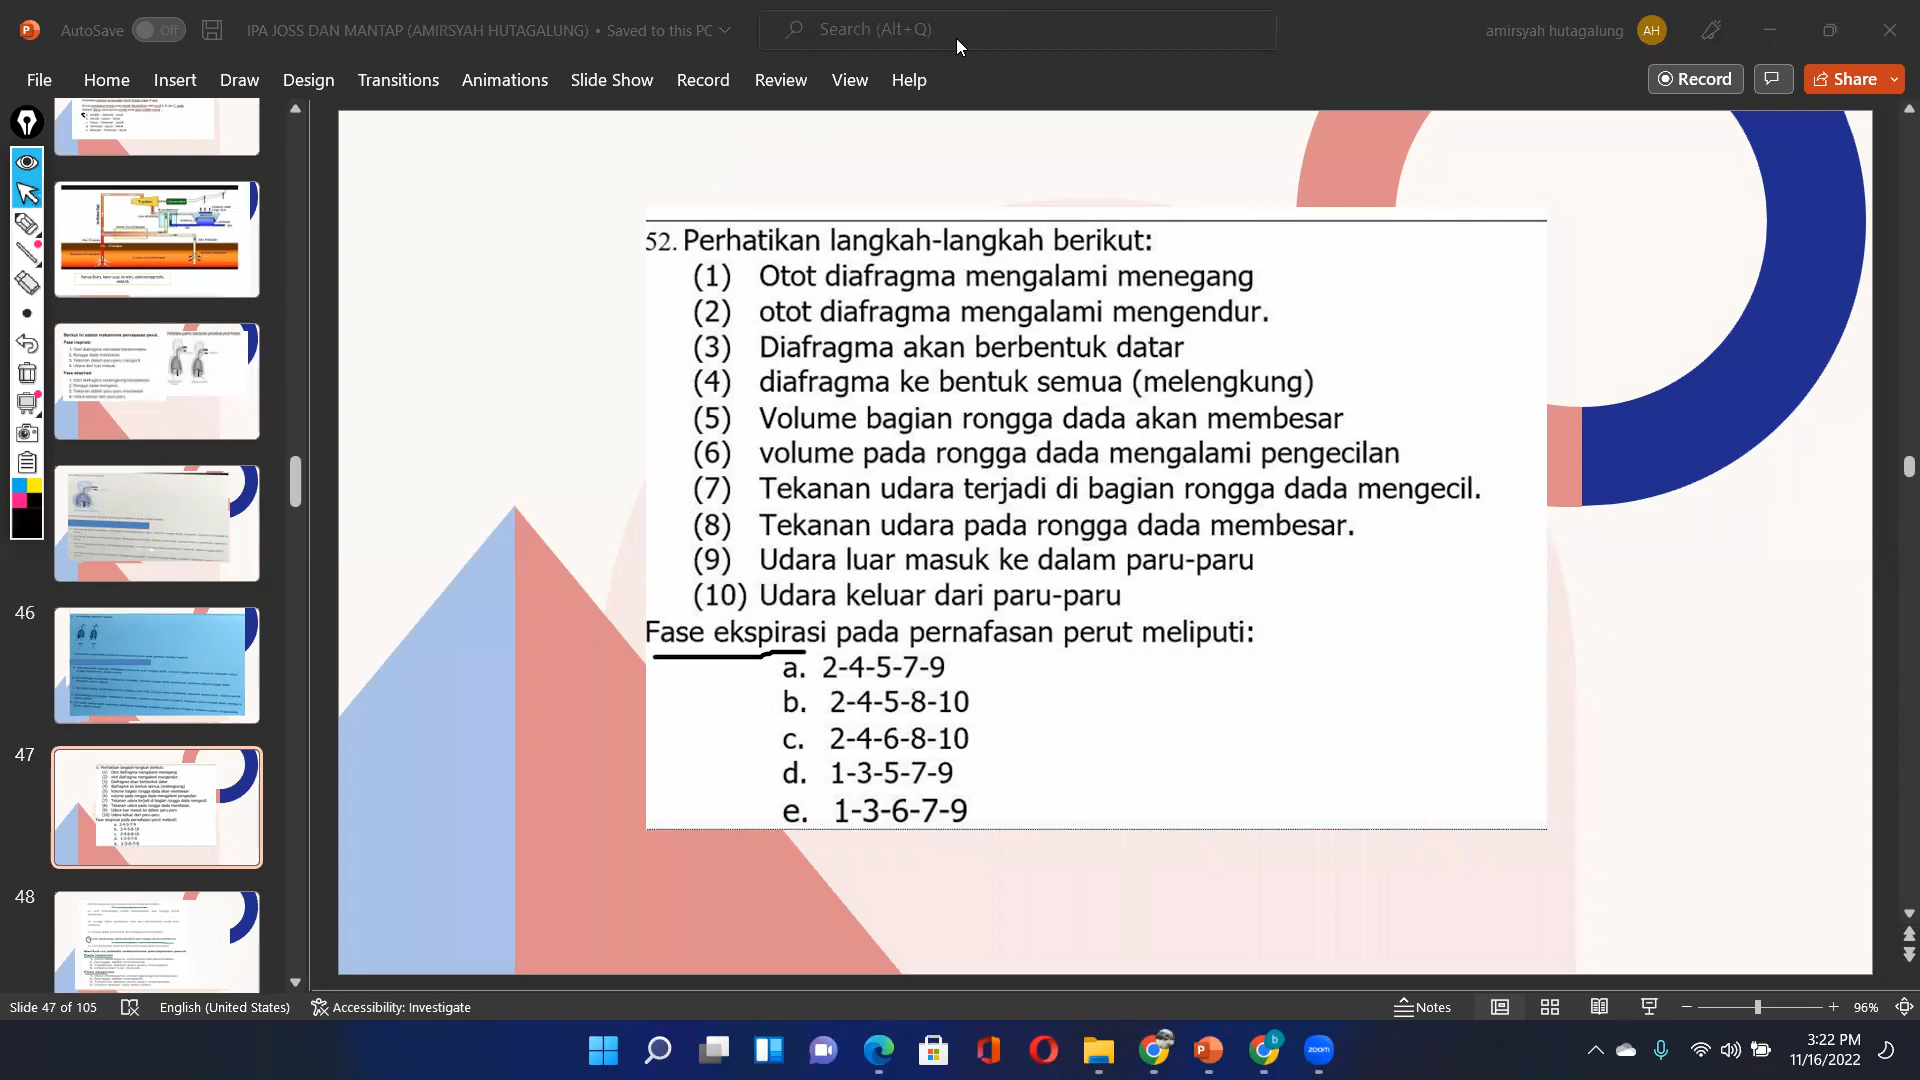 AutoSave Off IPA JOSS DAN MANTAP (AMIRSYAH HUTAGALUNG) • Saved to this PC Search (Alt+Q) amirsyah hutagalung AH
File Home Insert Draw Design Transitions Animations Slide Show Record Review View Help Record Share
52. Perhatikan langkah-langkah berikut:
(1) Otot diafragma mengalami menegang
(2) otot diafragma mengalami mengendur.
(3) Diafragma akan berbentuk datar
(4) diafragma ke bentuk semua (melengkung)
(5) Volume bagian rongga dada akan membesar
(6) volume pada rongga dada mengalami pengecilan
(7) Tekanan udara terjadi di bagian rongga dada mengecil.
(8) Tekanan udara pada rongga dada membesar.
(9) Udara luar masuk ke dalam paru-paru
(10) Udara keluar dari paru-paru
Fase ekspirasi pada pernafasan perut meliputi:
a. 2-4-5-7-9
b. 2-4-5-8-10
c. 2-4-6-8-10
d. 1-3-5-7-9
e. 1-3-6-7-9
46
47
48
Slide 47 of 105 English (United States) Accessibility: Investigate Notes 96%
zoom
3:22 PM
11/16/2022